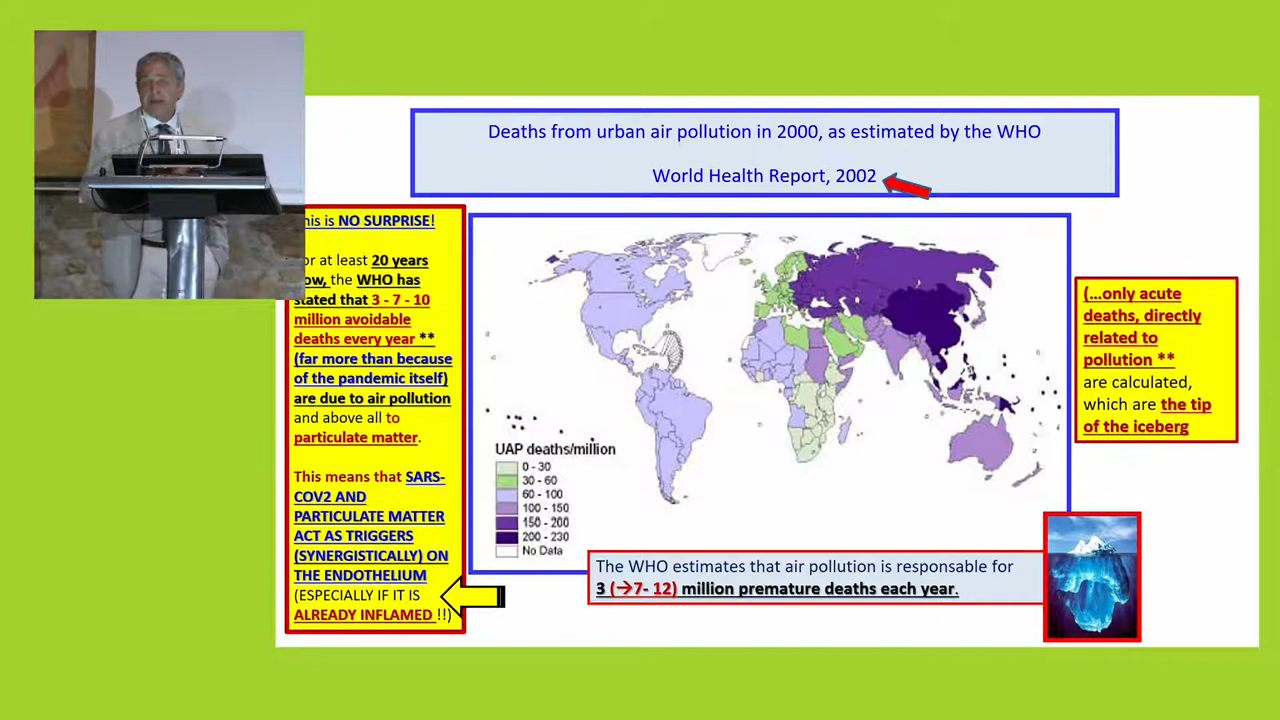 Deaths from urban air pollution in 2000, as estimated by the WHO
World Health Report, 2002
his is NO SURPRISE!
or at least 20 years
ow, the WHO has
stated that 3 - 7 - 10
million avoidable
deaths every year **
(far more than because
of the pandemic itself)
are due to air pollution
and above all to
particulate matter.
This means that SARS-
COV2 AND
PARTICULATE MATTER
ACT AS TRIGGERS
(SYNERGISTICALLY) ON
THE ENDOTHELIUM
(ESPECIALLY IF IT IS
ALREADY INFLAMED !!)
UAP deaths/million
0 - 30
30 - 60
60 - 100
100 - 150
150 - 200
200 - 230
No Data
(...only acute
deaths, directly
related to
pollution **
are calculated,
which are the tip
of the iceberg
The WHO estimates that air pollution is responsable for
3 (→7- 12) million premature deaths each year.